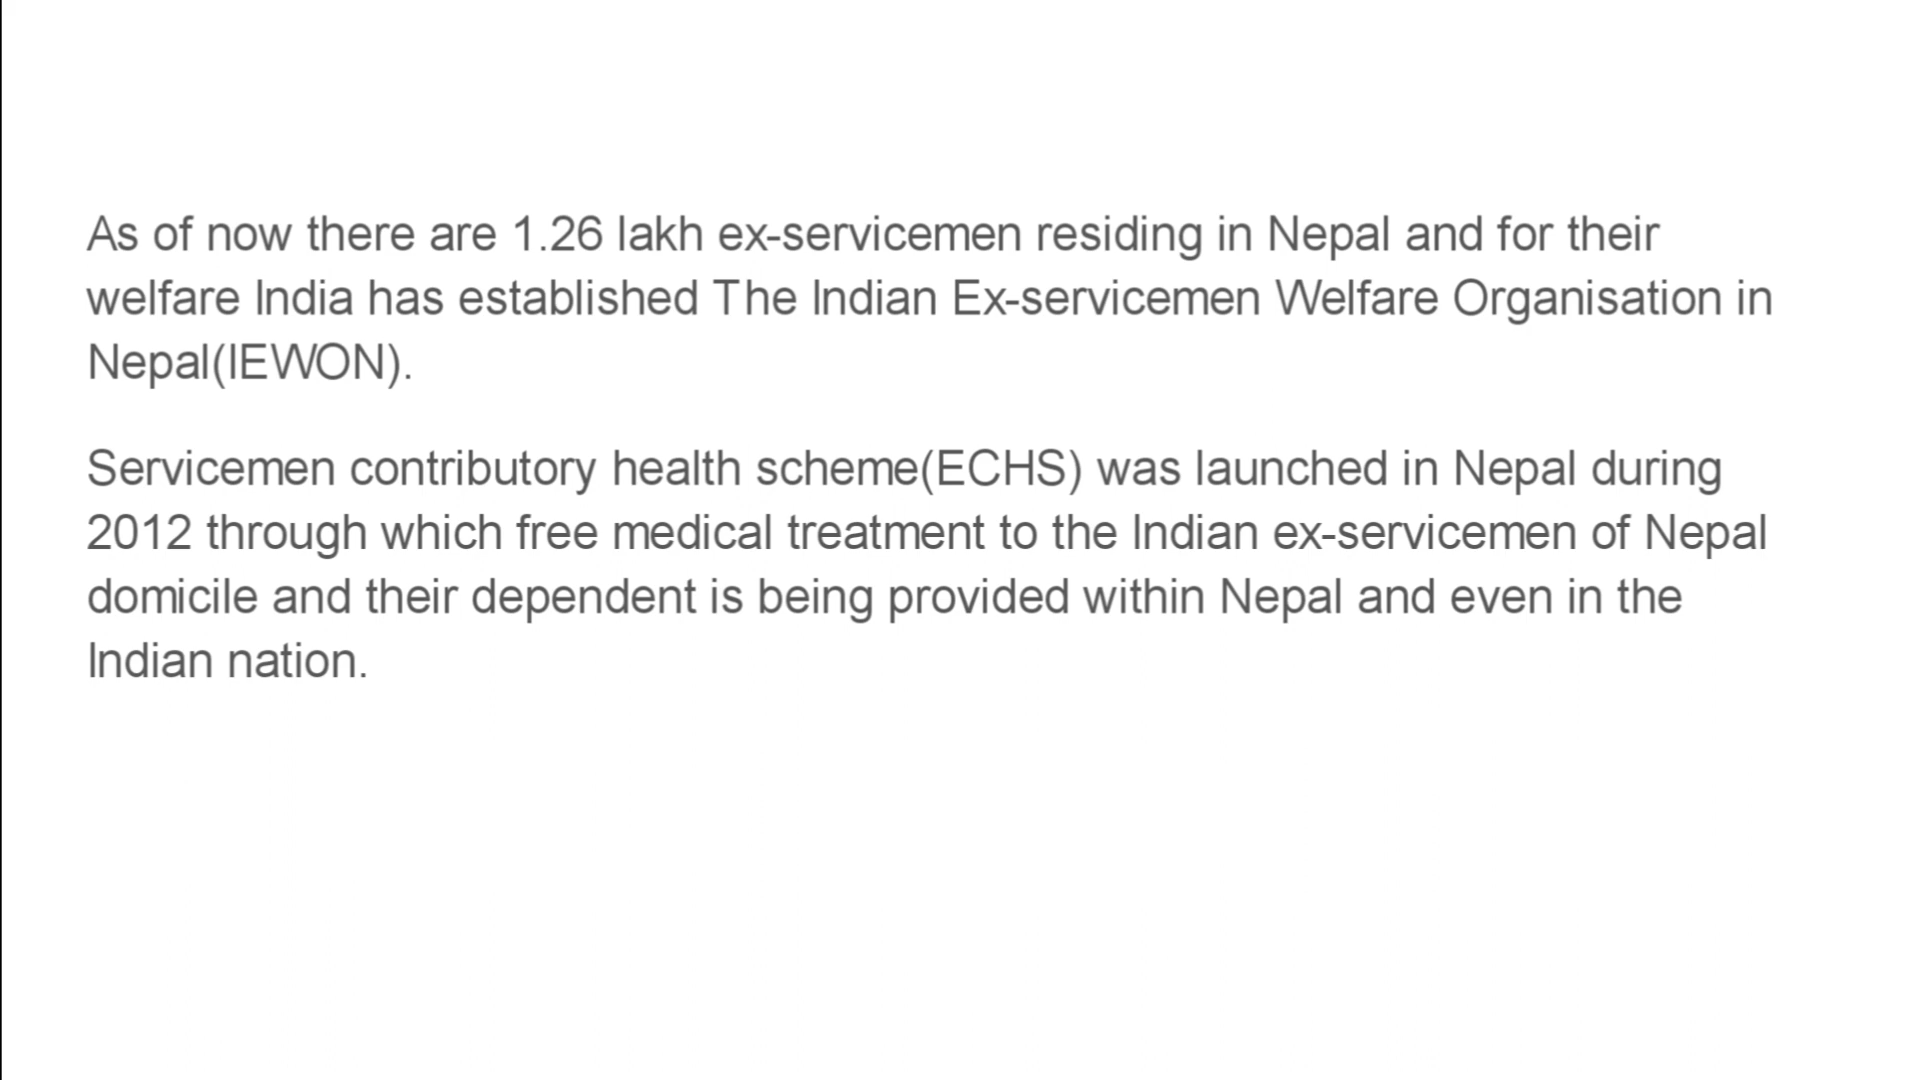 As of now there are 1.26 lakh ex-servicemen residing in Nepal and for their
welfare India has established The Indian Ex-servicemen Welfare Organisation in
Nepal(IEWON).
Servicemen contributory health scheme(ECHS) was launched in Nepal during
2012 through which free medical treatment to the Indian ex-servicemen of Nepal
domicile and their dependent is being provided within Nepal and even in the
Indian nation.